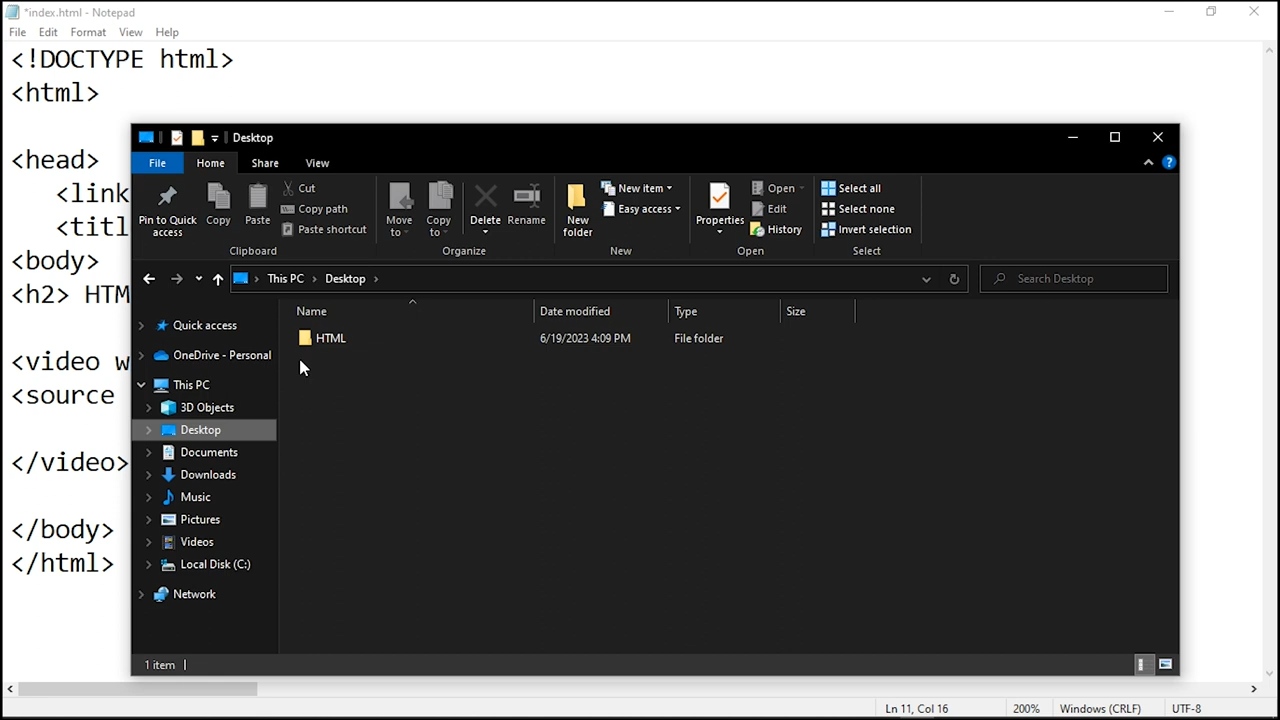 *index.html - Notepad
File Edit Format View Help
<!DOCTYPE html>
<html>
<head>
<link
<titl
<body>
<h2> HTM
<video w
<source
</video>
</body>
</html>
Desktop
File Home Share View
Pin to Quick access
Copy
Paste
Cut
Copy path
Paste shortcut
Clipboard
Move to
Copy to
Delete
Rename
Organize
New folder
New item
Easy access
New
Properties
Open
Edit
History
Open
Select all
Select none
Invert selection
Select
This PC > Desktop >
Search Desktop
Name Date modified Type Size
HTML 6/19/2023 4:09 PM File folder
Quick access
OneDrive - Personal
This PC
3D Objects
Desktop
Documents
Downloads
Music
Pictures
Videos
Local Disk (C:)
Network
1 item
Ln 11, Col 16 200% Windows (CRLF) UTF-8